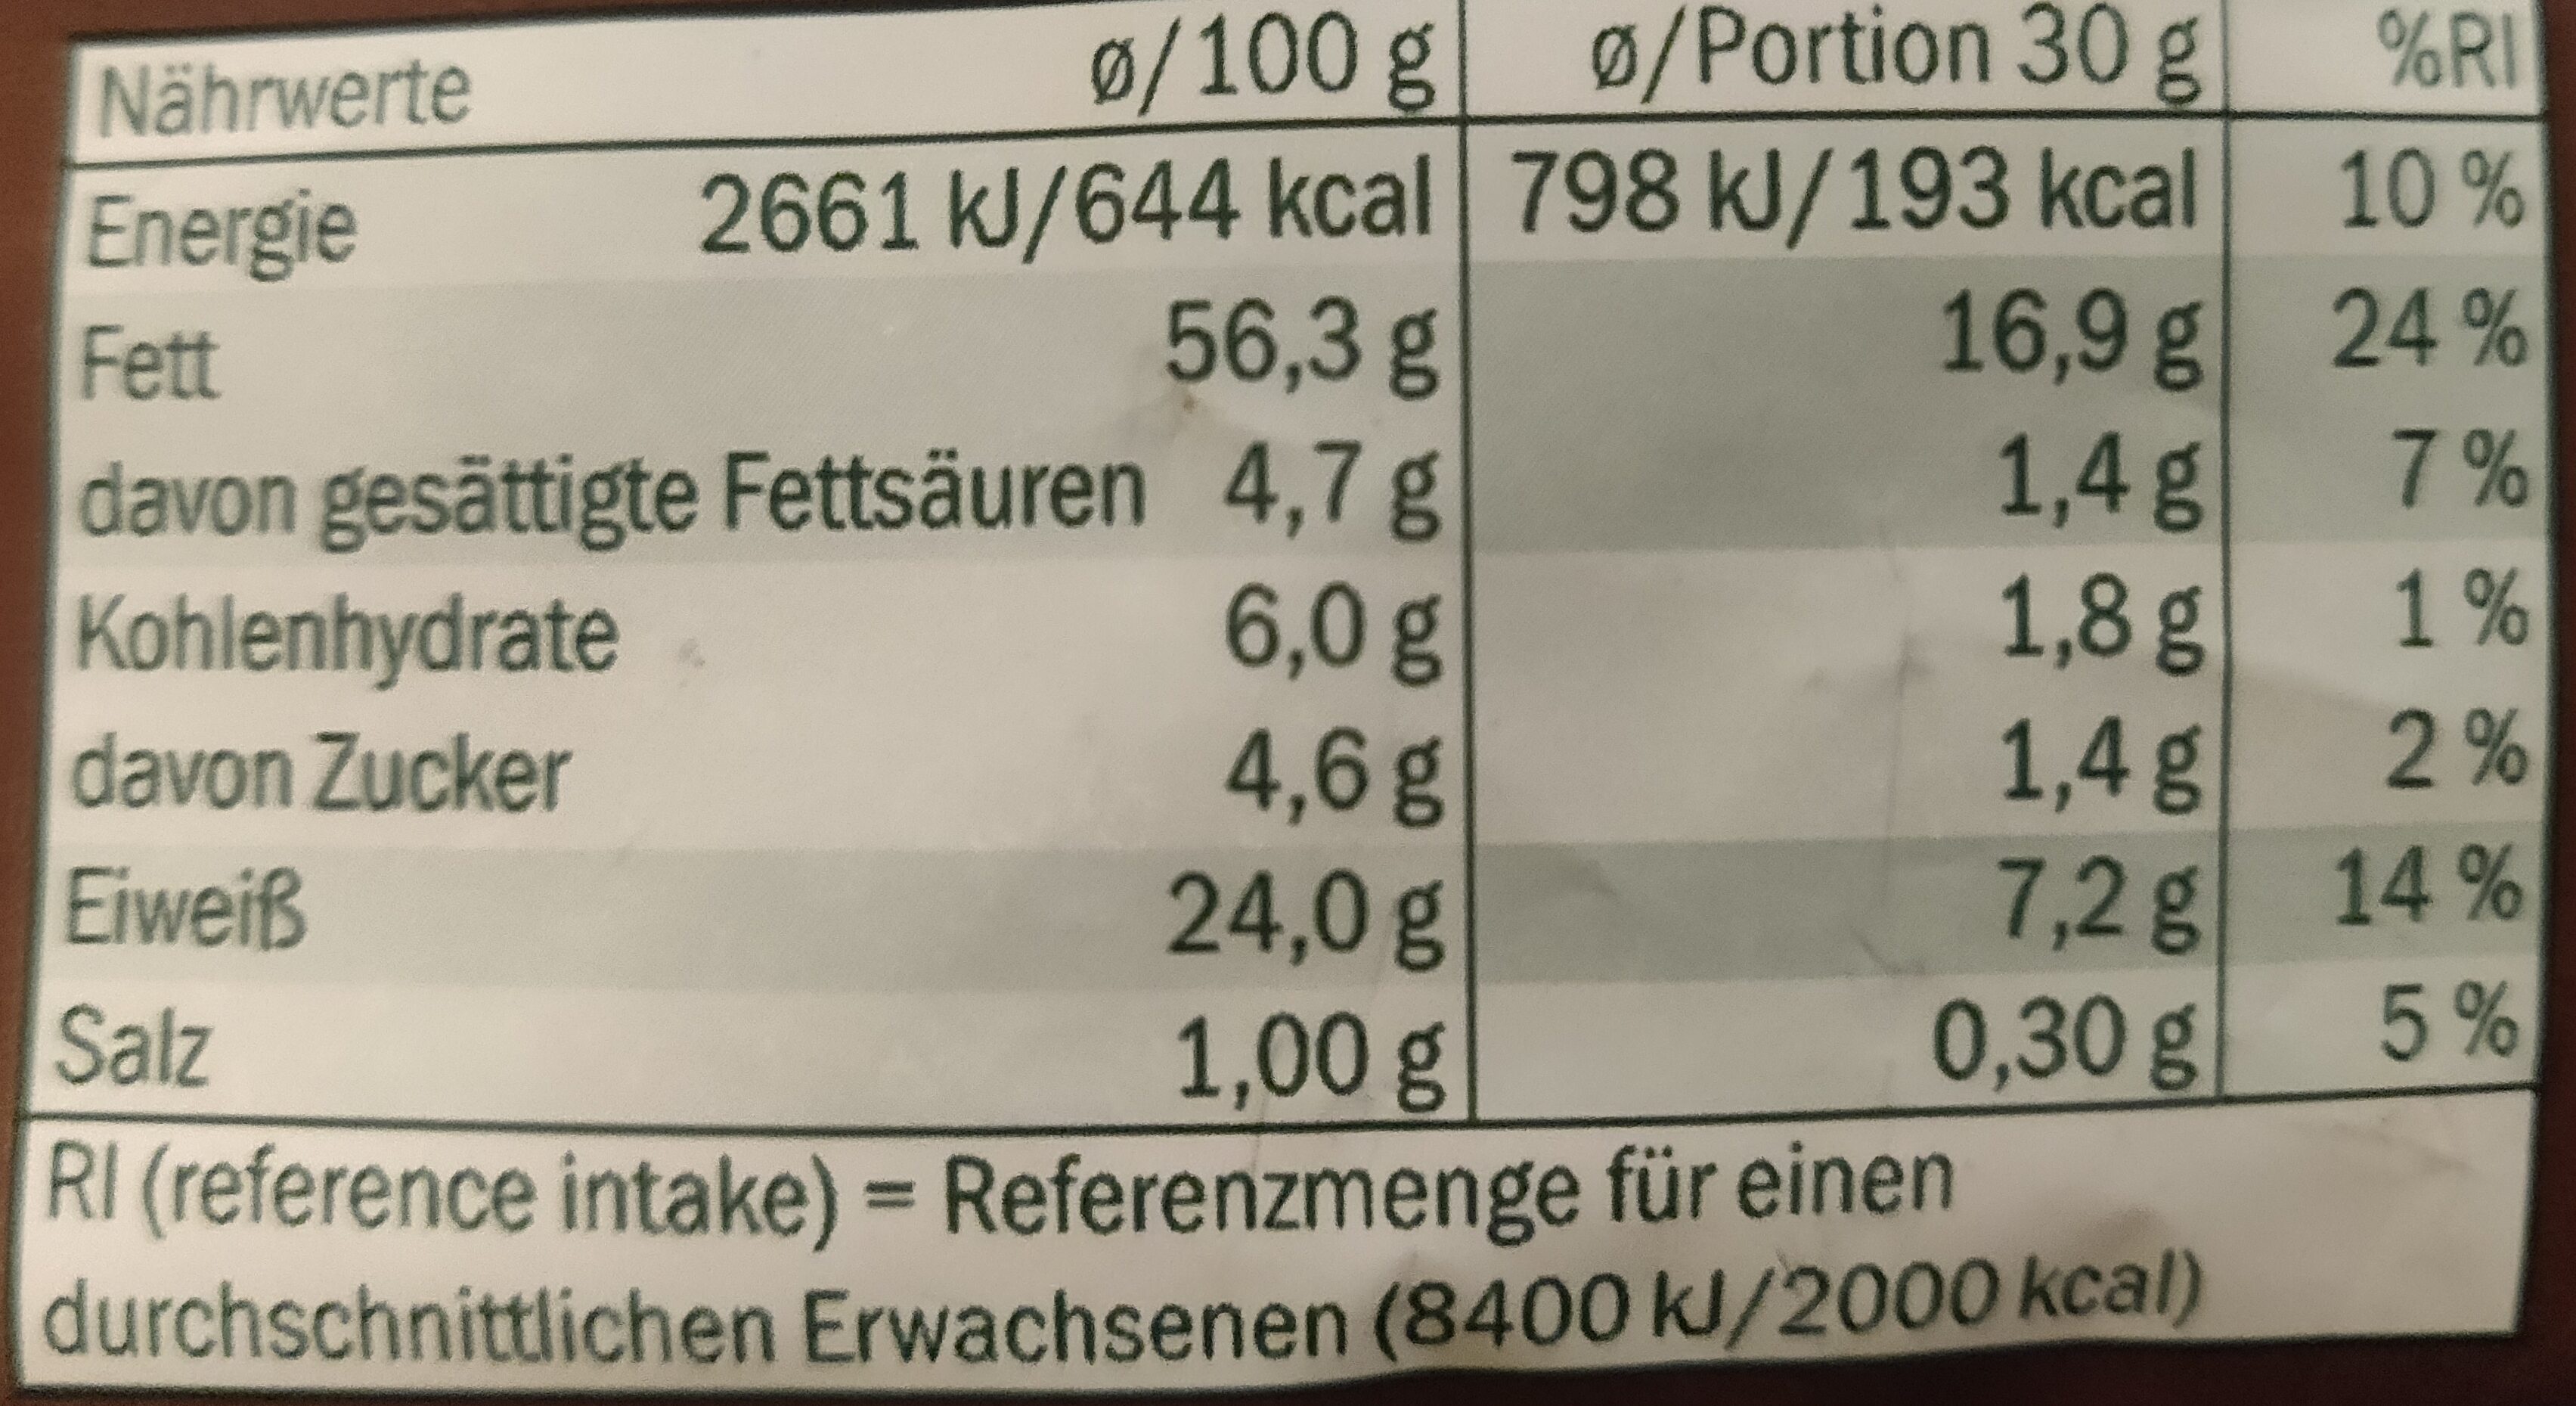 Nährwerte ø/100 g ø/Portion 30 g %RI
Energie 2661 kJ/644 kcal 798 kJ/193 kcal 10 %
Fett 56,3 g 16,9 g 24 %
davon gesättigte Fettsäuren 4,7 g 1,4 g 7 %
Kohlenhydrate 6,0 g 1,8 g 1 %
davon Zucker 4,6 g 1,4 g 2 %
Eiweiß 24,0 g 7,2 g 14 %
Salz 1,00 g 0,30 g 5 %
RI (reference intake) = Referenzmenge für einen
durchschnittlichen Erwachsenen (8400 kJ/2000 kcal)